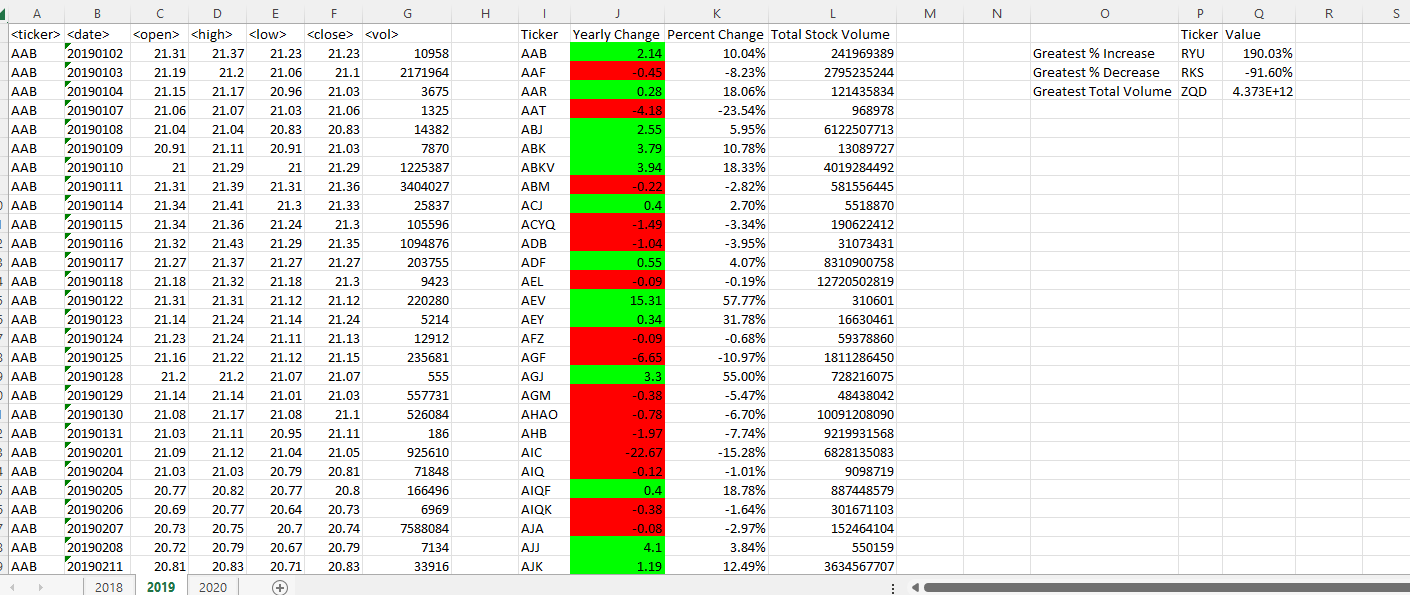 A B C D E F G H I J K L M N O P Q R S
<ticker> <date> <open> <high> <low> <close> <vol> Ticker Yearly Change Percent Change Total Stock Volume Ticker Value
AAB 20190102 21.31 21.37 21.23 21.23 10958 AAB 2.14 10.04% 241969389 Greatest % Increase RYU 190.03%
AAB 20190103 21.19 21.2 21.06 21.1 2171964 AAF -0.45 -8.23% 2795235244 Greatest % Decrease RKS -91.60%
AAB 20190104 21.15 21.17 20.96 21.03 3675 AAR 0.28 18.06% 121435834 Greatest Total Volume ZQD 4.373E+12
AAB 20190107 21.06 21.07 21.03 21.06 1325 AAT -4.18 -23.54% 968978
AAB 20190108 21.04 21.04 20.83 20.83 14382 ABJ 2.55 5.95% 6122507713
AAB 20190109 20.91 21.11 20.91 21.03 7870 ABK 3.79 10.78% 13089727
AAB 20190110 21 21.29 21 21.29 1225387 ABKV 3.94 18.33% 4019284492
AAB 20190111 21.31 21.39 21.31 21.36 3404027 ABM -0.22 -2.82% 581556445
AAB 20190114 21.34 21.41 21.3 21.33 25837 ACJ 0.4 2.70% 5518870
AAB 20190115 21.34 21.36 21.24 21.3 105596 ACYQ -1.49 -3.34% 190622412
AAB 20190116 21.32 21.43 21.29 21.35 1094876 ADB -1.04 -3.95% 31073431
AAB 20190117 21.27 21.37 21.27 21.27 203755 ADF 0.55 4.07% 8310900758
AAB 20190118 21.18 21.32 21.18 21.3 9423 AEL -0.09 -0.19% 12720502819
AAB 20190122 21.31 21.31 21.12 21.12 220280 AEV 15.31 57.77% 310601
AAB 20190123 21.14 21.24 21.14 21.24 5214 AEY 0.34 31.78% 16630461
AAB 20190124 21.23 21.24 21.11 21.13 12912 AFZ -0.09 -0.68% 59378860
AAB 20190125 21.16 21.22 21.12 21.15 235681 AGF -6.65 -10.97% 1811286450
AAB 20190128 21.2 21.2 21.07 21.07 555 AGJ 3.3 55.00% 728216075
AAB 20190129 21.14 21.14 21.01 21.03 557731 AGM -0.38 -5.47% 48438042
AAB 20190130 21.08 21.17 21.08 21.1 526084 AHAO -0.78 -6.70% 10091208090
AAB 20190131 21.03 21.11 20.95 21.11 186 AHB -1.97 -7.74% 9219931568
AAB 20190201 21.09 21.12 21.04 21.05 925610 AIC -22.67 -15.28% 6828135083
AAB 20190204 21.03 21.03 20.79 20.81 71848 AIQ -0.12 -1.01% 9098719
AAB 20190205 20.77 20.82 20.77 20.8 166496 AIQF 0.4 18.78% 887448579
AAB 20190206 20.69 20.77 20.64 20.73 6969 AIQK -0.38 -1.64% 301671103
AAB 20190207 20.73 20.75 20.7 20.74 7588084 AJA -0.08 -2.97% 152464104
AAB 20190208 20.72 20.79 20.67 20.79 7134 AJJ 4.1 3.84% 550159
AAB 20190211 20.81 20.83 20.71 20.83 33916 AJK 1.19 12.49% 3634567707
2018 2019 2020